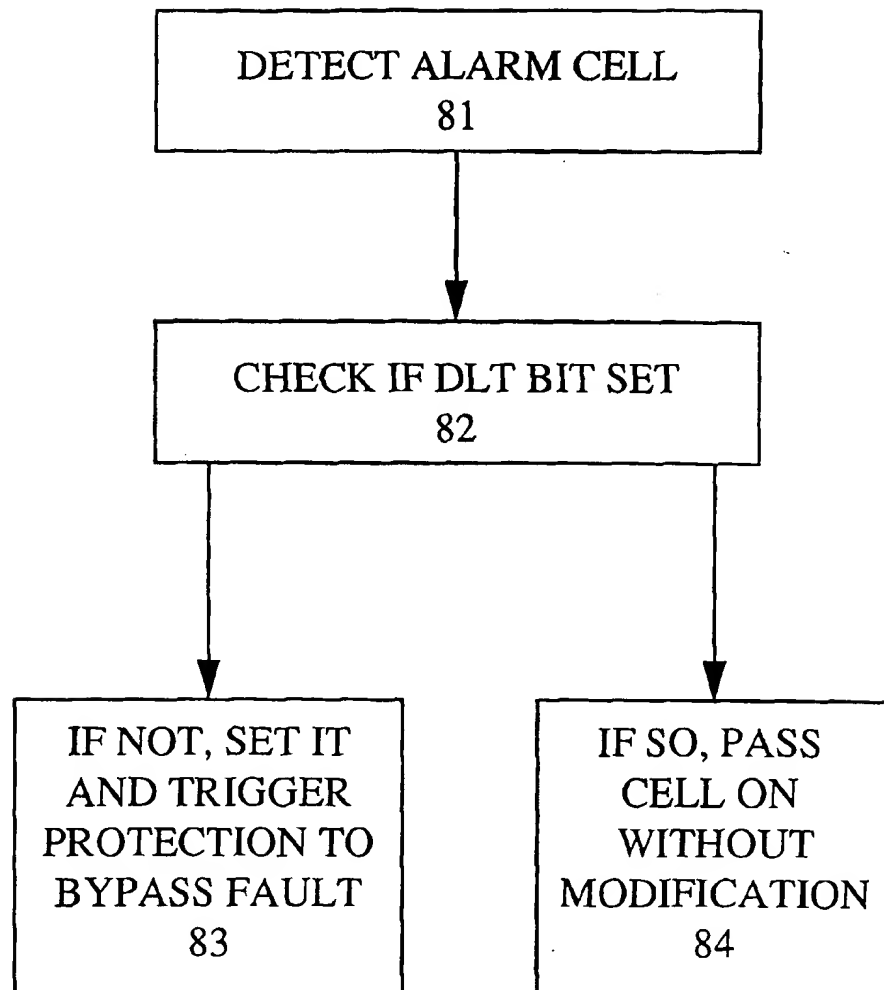 DETECT ALARM CELL
81
CHECK IF DLT BIT SET
82
IF NOT, SET IT
AND TRIGGER
PROTECTION TO
BYPASS FAULT
83
IF SO, PASS
CELL ON
WITHOUT
MODIFICATION
84